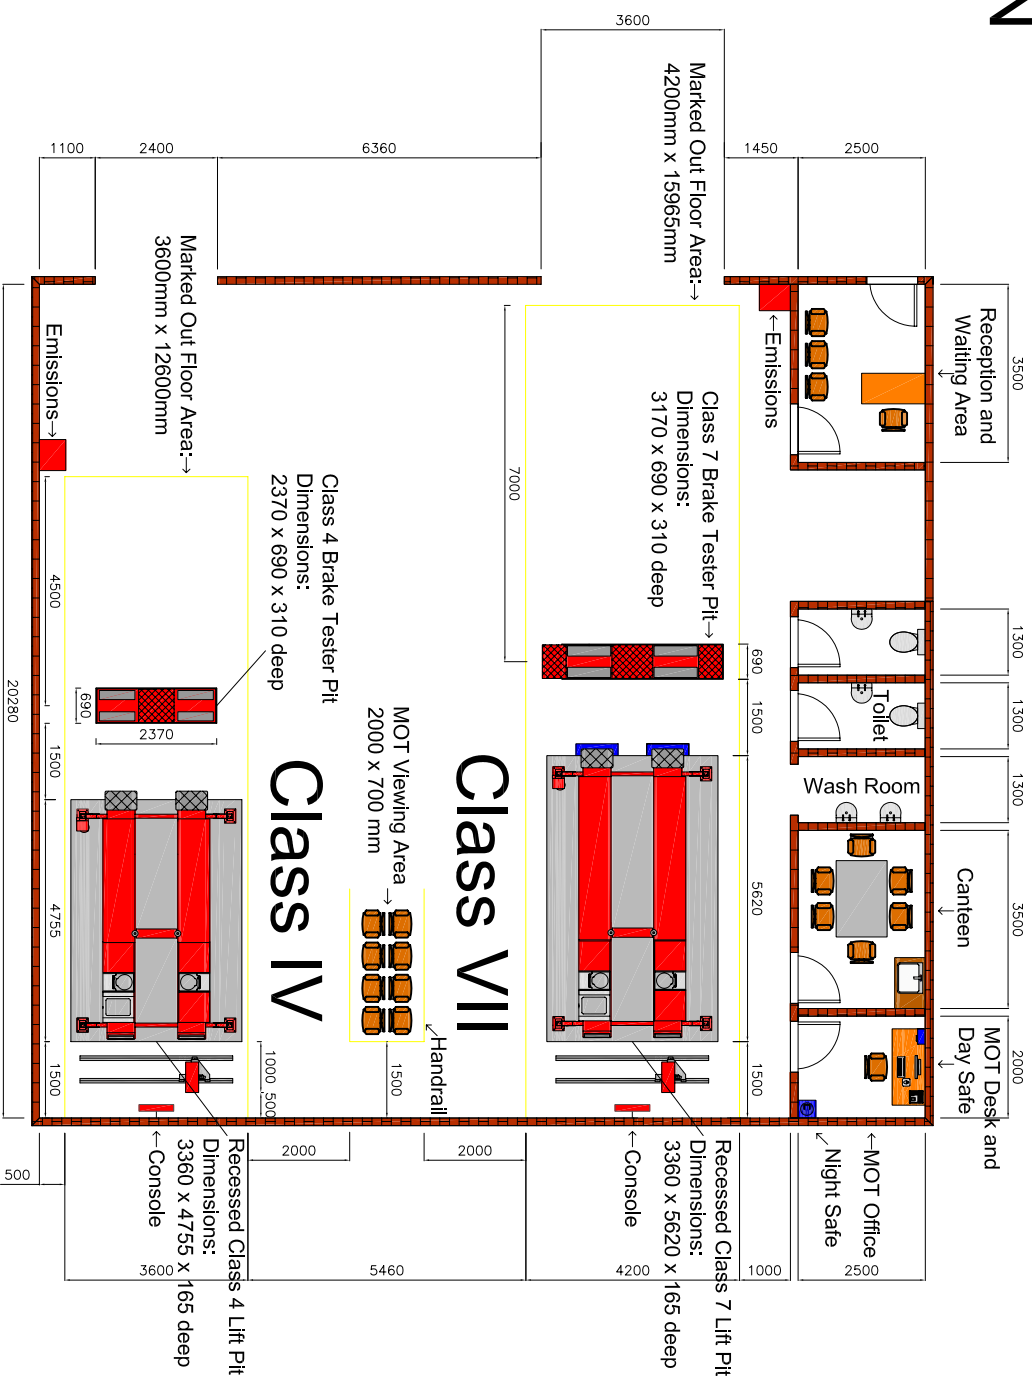 N
Reception and
Waiting Area
3500
1300
1300
1300
3500
2000
Toilet
Wash Room
Canteen
MOT Desk and
Day Safe
MOT Office
Night Safe
2500
1450
3600
6360
2400
1100
Marked Out Floor Area:
4200mm x 15965mm
Emissions
Class 7 Brake Tester Pit
Dimensions:
3170 x 690 x 310 deep
7000
690
1500
5620
1500
Class VII
MOT Viewing Area
2000 x 700 mm
Handrail
1500
Class IV
Class 4 Brake Tester Pit
Dimensions:
2370 x 690 x 310 deep
Marked Out Floor Area:
3600mm x 12600mm
Emissions
690
2370
4500
1500
4755
1500
1000
500
20280
Recessed Class 7 Lift Pit
Dimensions:
3360 x 5620 x 165 deep
Console
Recessed Class 4 Lift Pit
Dimensions:
3360 x 4755 x 165 deep
Console
2000
2000
500
3600
5460
4200
1000
2500